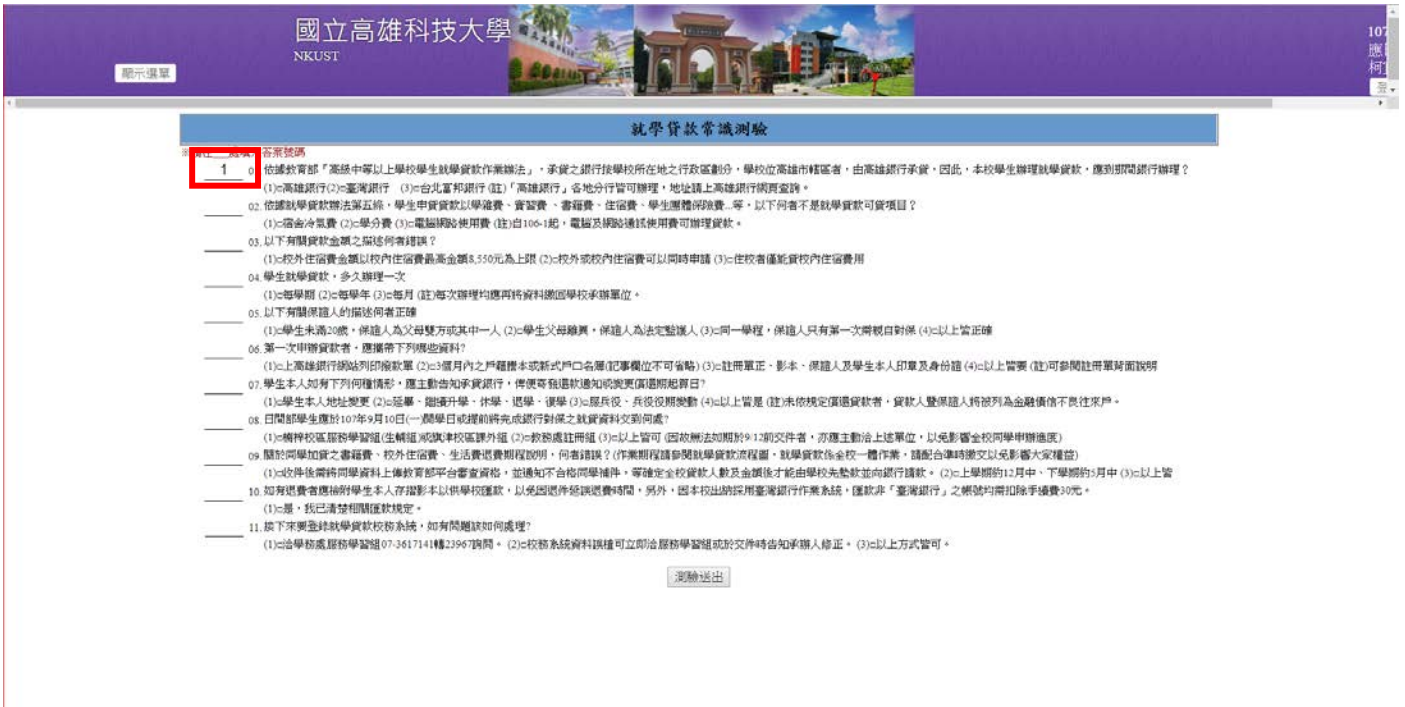 國立高雄科技大學
NKUST
顯示選單
107
就學貸款常識測驗
答案號碼
1 01.依據教育部「高級中等以上學校學生就學貸款作業辦法」,承貸之銀行按學校所在地之行政區劃分,學校位高雄市轄區者,由高雄銀行承貸,因此,本校學生辦理就學貸款,應到那間銀行辦理?
(1)□高雄銀行(2)□臺灣銀行 (3)□台北富邦銀行(註)「高雄銀行」各地分行皆可辦理,地址請上高雄銀行網頁查詢。
02.依據就學貸款辦法第五條,學生申貸貸款以學雜費、實習費、書籍費、住宿費、學生團體保險費...等,以下何者不是就學貸款可貸項目?
(1)□宿舍冷氣費 (2)□學分費 (3)□電腦網路使用費 (註)自106-1起,電腦及網路通訊使用費可辦理貸款。
03.以下有關貸款金額之描述何者錯誤?
(1)□校外住宿費金額以校內住宿費最高金額8,550元為上限 (2)□校外或校內住宿費可以同時申請 (3)□住校者僅能貸校內住宿費用
04.學生就學貸款,多久辦理一次
(1)□每學期 (2)□每學年 (3)□每月 (註)每次辦理均應再將資料繳回學校承辦單位。
05.以下有關保證人的描述何者正確
(1)□學生未滿20歲,保證人為父母雙方或其中一人 (2)□學生父母離異,保證人為法定監護人 (3)□同一學程,保證人只有第一次需親自對保 (4)□以上皆正確
06.第一次申辦貸款者,應攜帶下列哪些資料?
(1)□上高雄銀行網站列印撥款單 (2)□3個月內之戶籍謄本或新式戶口名簿(記事欄位不可省略) (3)□註冊單正、影本、保證人及學生本人印章及身份證 (4)□以上皆要 (註)可參閱註冊單背面說明
07.學生本人如有下列何種情形,應主動告知承貸銀行,俾便寄發還款通知或變更償還期起算日?
(1)□學生本人地址變更 (2)□延畢、繼續升學、休學、退學、復學 (3)□服兵役、兵役役期變動 (4)□以上皆是 (註)未依規定償還貸款者,貸款人暨保證人將被列為金融債信不良往來戶。
08.日間部學生應於107年9月10日(一)開學日或提前將完成銀行對保之就貸資料交到何處?
(1)□楠梓校區服務學習組(生輔組)或旗津校區課外組 (2)□教務處註冊組 (3)□以上皆可 (因故無法如期於9/12前交件者,亦應主動洽上述單位,以免影響全校同學申辦進度)
09.關於同學加貸之書籍費、校外住宿費、生活費退費期程說明,何者錯誤?(作業期程請參閱就學貸款流程圖,就學貸款係全校一體作業,請配合準時繳交以免影響大家權益)
(1)□收件後需將同學資料上傳教育部平台審查資格,並通知不合格同學補件,等確定全校貸款人數及金額後才能由學校先墊款並向銀行請款。 (2)□上學期約12月中、下學期約5月中 (3)□以上皆
10.如有退費者應檢附學生本人存摺影本以供學校匯款,以免因退件延誤退費時間,另外,因本校出納採用臺灣銀行作業系統,匯款非「臺灣銀行」之帳號均需扣除手續費30元。
(1)□是,我已清楚相關匯款規定。
11.接下來要登錄就學貸款校務系統,如有問題該如何處理?
(1)□洽學務處服務學習組07-3617141轉23967詢問。 (2)□校務系統資料誤植可立即洽服務學習組或於交件時告知承辦人修正。 (3)□以上方式皆可。
測驗送出